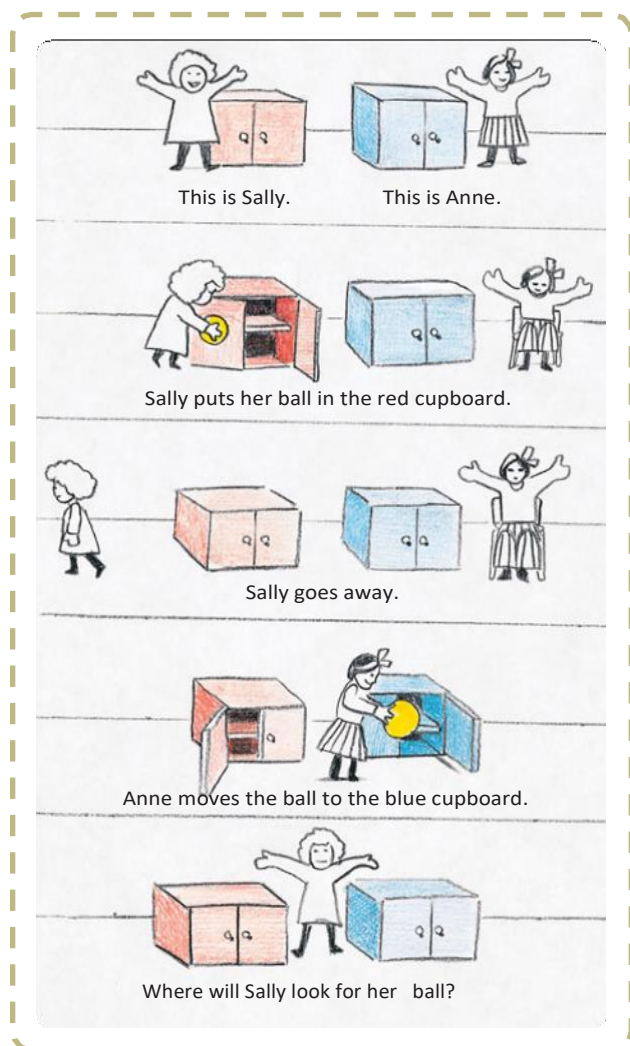 This is Sally.
This is Anne.
Sally puts her ball in the red cupboard.
Sally goes away.
Anne moves the ball to the blue cupboard.
Where will Sally look for her ball?